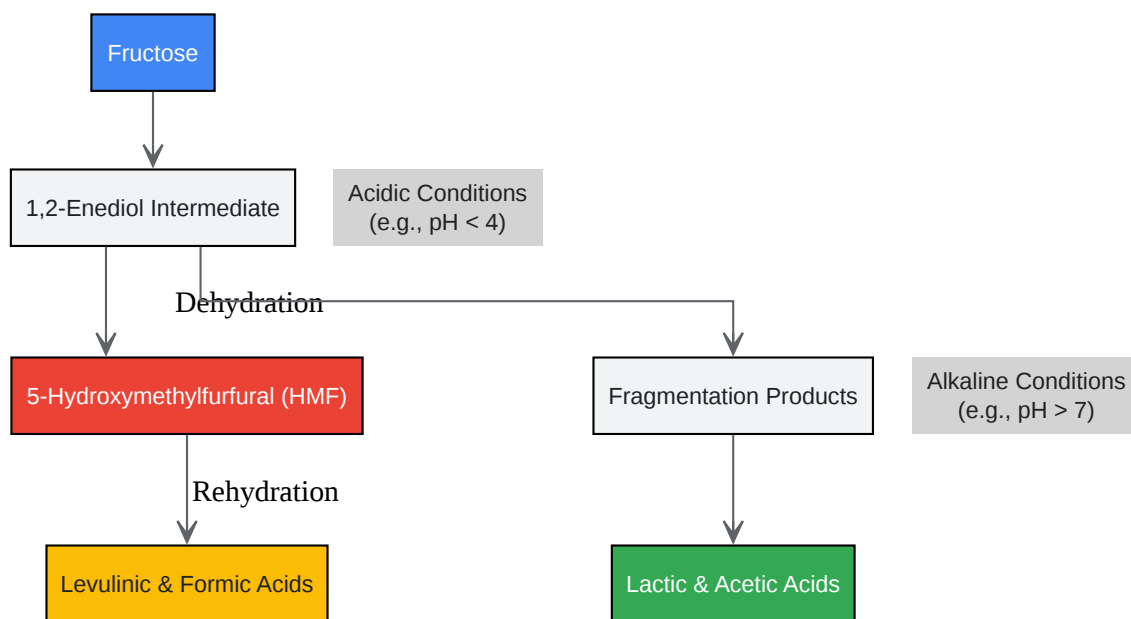 Fructose
1,2-Enediol Intermediate
Acidic Conditions
(e.g., pH < 4)
Dehydration
5-Hydroxymethylfurfural (HMF)
Fragmentation Products
Alkaline Conditions
(e.g., pH > 7)
Rehydration
Levulinic & Formic Acids
Lactic & Acetic Acids